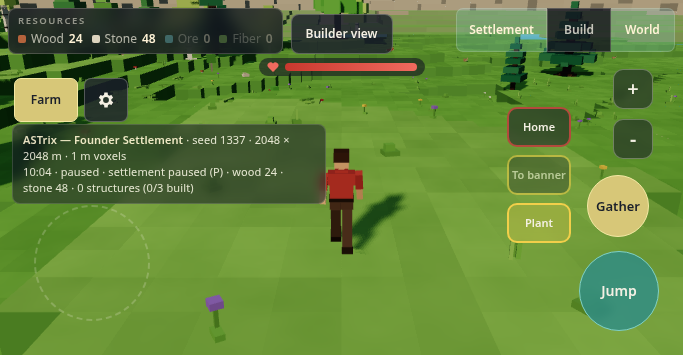 RESOURCES
Wood 24 Stone 48 Ore 0 Fiber 0
Builder view
Settlement Build World
Farm
ASTrix — Founder Settlement · seed 1337 · 2048 ×
2048 m · 1 m voxels
10:04 · paused · settlement paused (P) · wood 24 ·
stone 48 · 0 structures (0/3 built)
+
-
Home
To banner
Plant
Gather
Jump